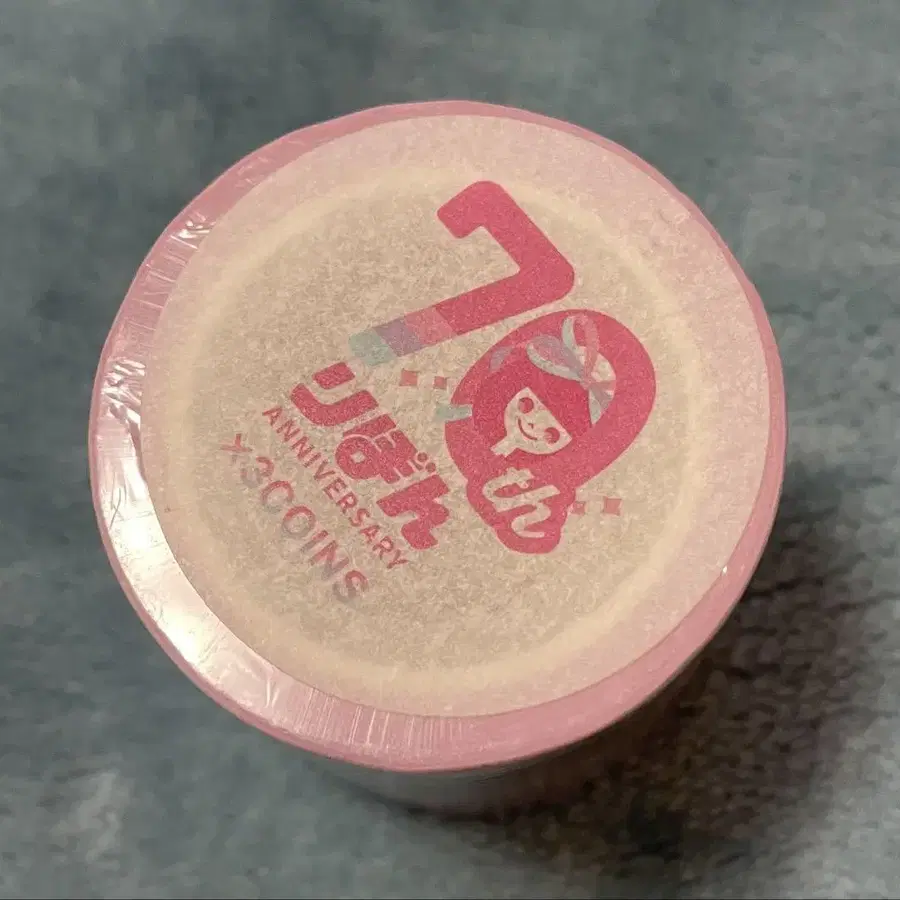 70th
りぼん
ANNIVERSARY
×3COINS